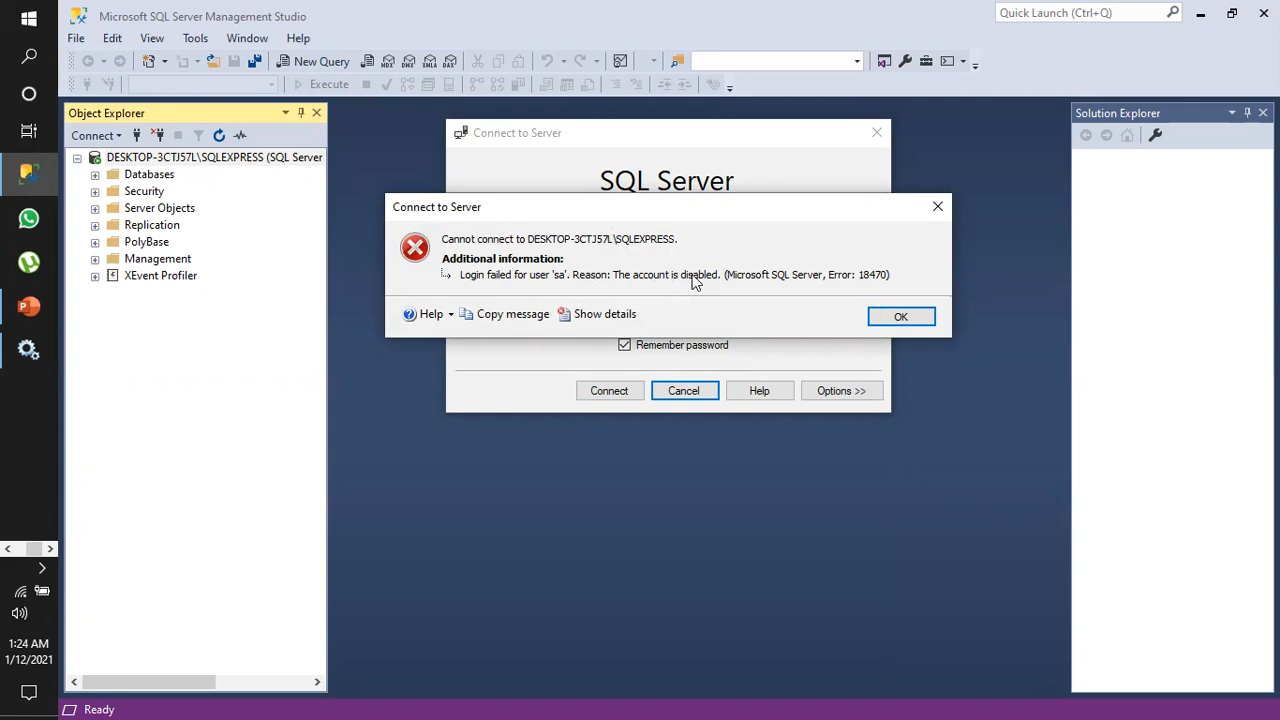 Microsoft SQL Server Management Studio
Quick Launch (Ctrl+Q)
File Edit View Tools Window Help
New Query
MDX DMX XMLA DAX
Execute
Object Explorer
Connect
DESKTOP-3CTJ57L\SQLEXPRESS (SQL Server
Databases
Security
Server Objects
Replication
PolyBase
Management
XEvent Profiler
Connect to Server
SQL Server
Connect to Server
Cannot connect to DESKTOP-3CTJ57L\SQLEXPRESS.
Additional information:
Login failed for user 'sa'. Reason: The account is disabled. (Microsoft SQL Server, Error: 18470)
Help Copy message Show details OK
Remember password
Connect Cancel Help Options >>
Solution Explorer
1:24 AM
1/12/2021
Ready